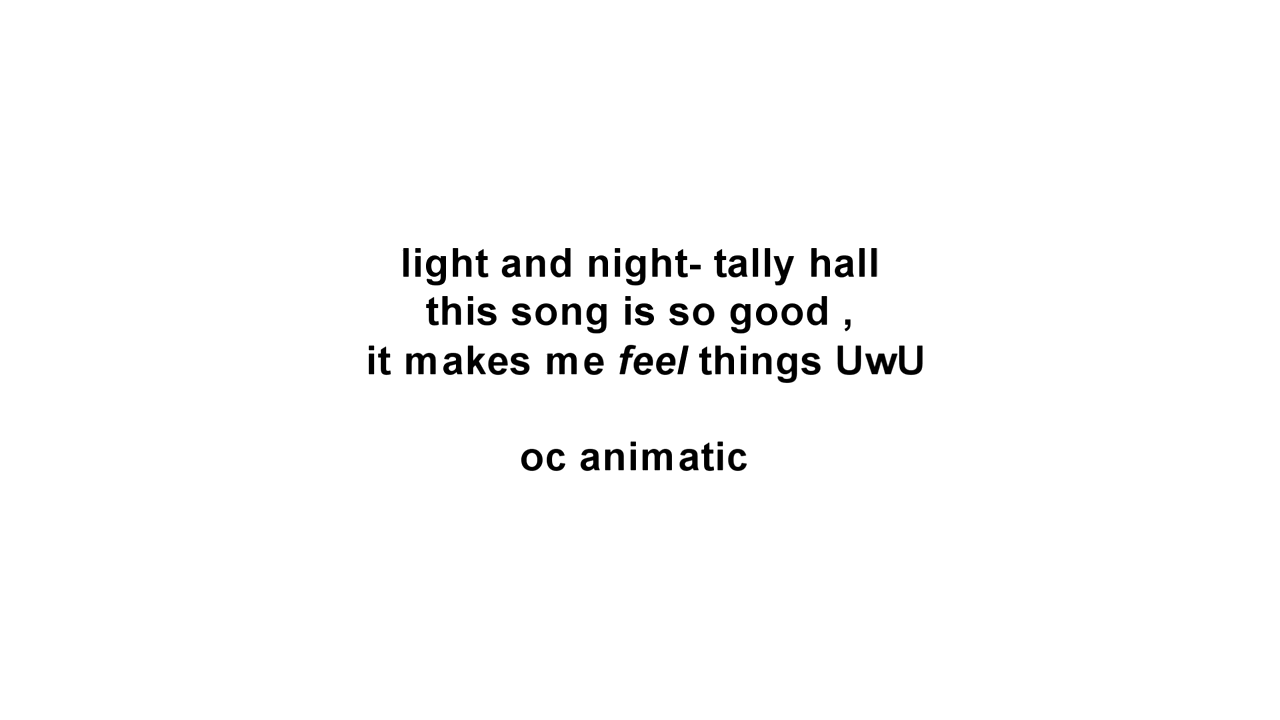 light and night- tally hall
this song is so good ,
it makes me feel things UwU
oc animatic